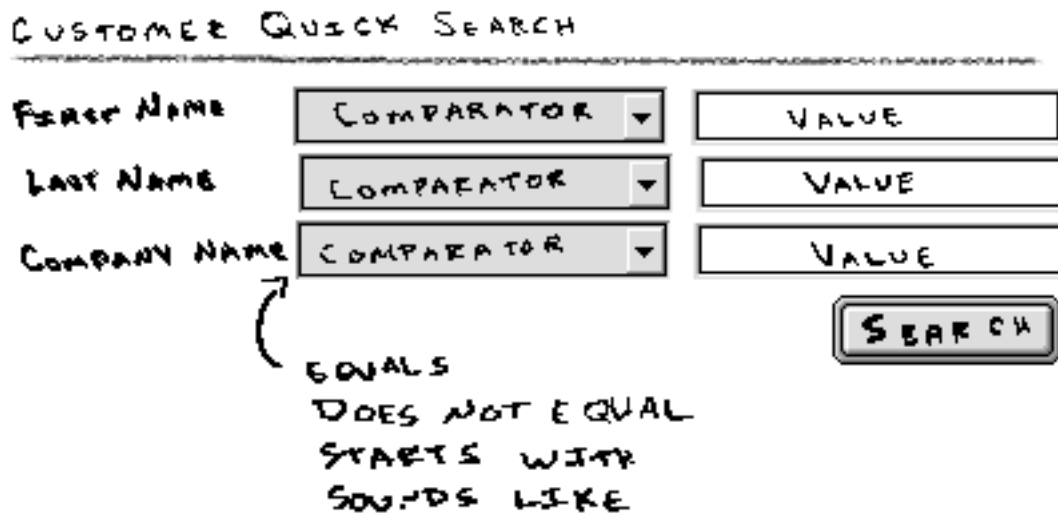 CUSTOMER QUICK SEARCH
FIRST NAME COMPARATOR VALUE
LAST NAME COMPARATOR VALUE
COMPANY NAME COMPARATOR VALUE
SEARCH
EQUALS
DOES NOT EQUAL
STARTS WITH
SOUNDS LIKE